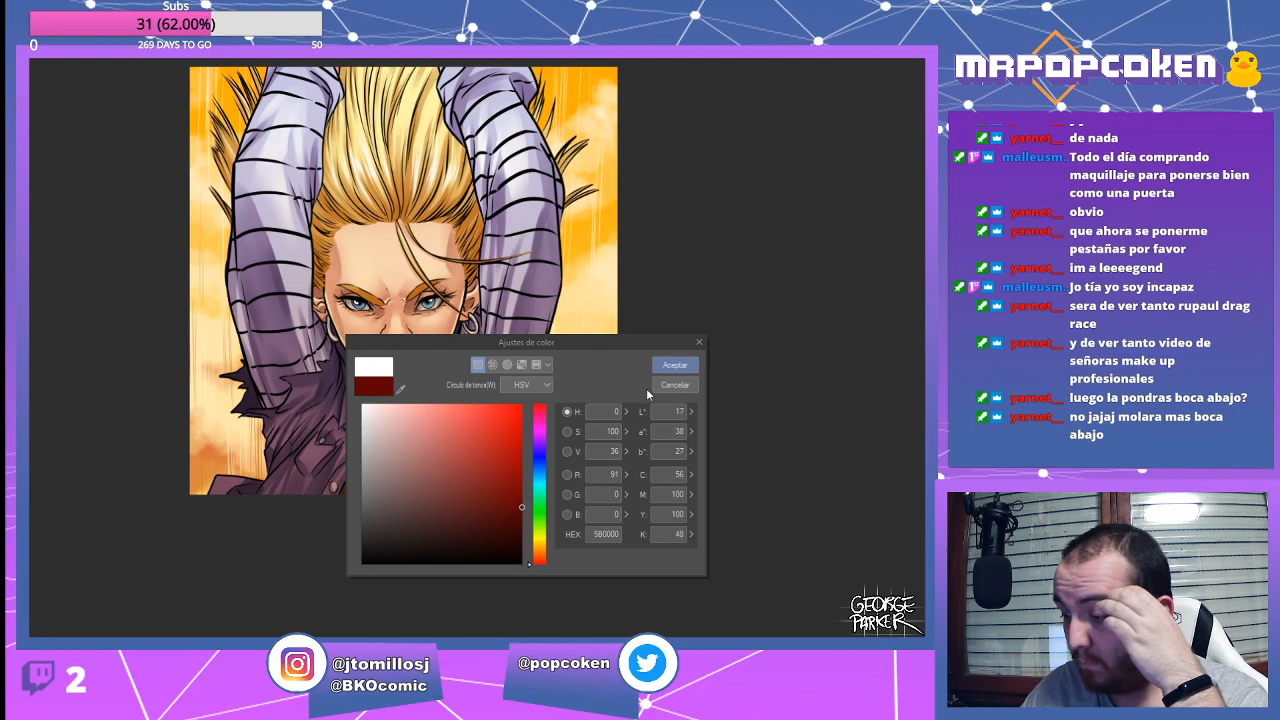 Subs
31 (62.00%)
0
269 DAYS TO GO
50
MRPOPCOKEN
yarnet__ de nada
malleusm.. Todo el día comprando
maquillaje para ponerse bien
como una puerta
yarnet__ obvio
yarnet__ que ahora se ponerme
pestañas por favor
yarnet__ im a leeeegend
malleusm.. Jo tía yo soy incapaz
yarnet__ sera de ver tanto rupaul drag
race
yarnet__ y de ver tanto video de
señoras make up
profesionales
yarnet__ luego la pondras boca abajo?
yarnet__ no jajaj molara mas boca
abajo
Ajustes de color
Aceptar
Círculo de tonos(W):
HSV
Cancelar
H: 0 L*: 17
S: 100 a*: 38
V: 36 b*: 27
R: 91 C: 56
G: 0 M: 100
B: 0 Y: 100
HEX: 5B0000 K: 48
GEORGE
PARKER
@jtomillosj
@BKOcomic
@popcoken
2